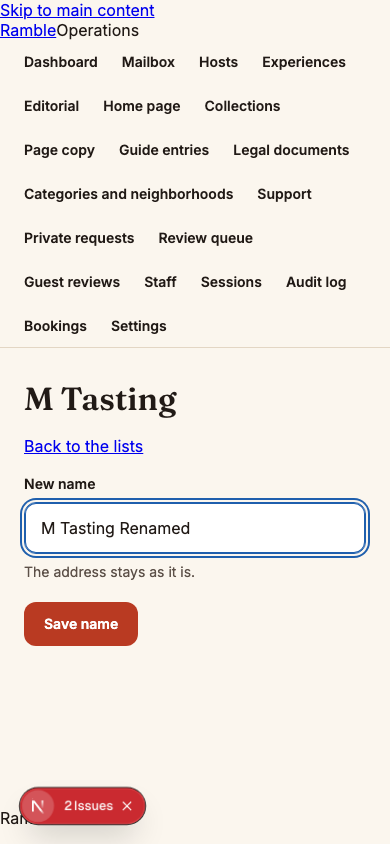 Skip to main content
RambleOperations
Dashboard Mailbox Hosts Experiences
Editorial Home page Collections
Page copy Guide entries Legal documents
Categories and neighborhoods Support
Private requests Review queue
Guest reviews Staff Sessions Audit log
Bookings Settings
M Tasting
Back to the lists
New name
M Tasting Renamed
The address stays as it is.
Save name
N 2 Issues